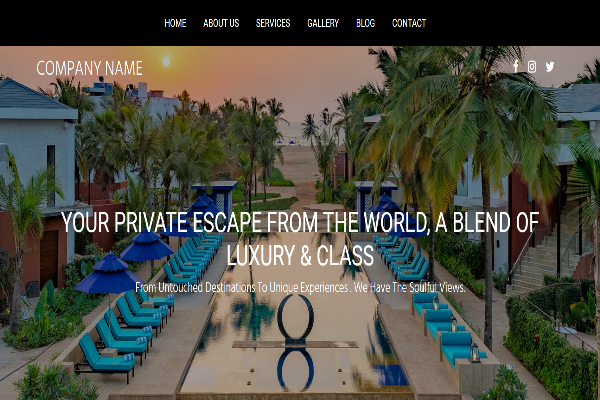 HOME ABOUT US SERVICES GALLERY BLOG CONTACT
COMPANY NAME
YOUR PRIVATE ESCAPE FROM THE WORLD, A BLEND OF
LUXURY & CLASS
From Untouched Destinations To Unique Experiences. We Have The Soulful Views.